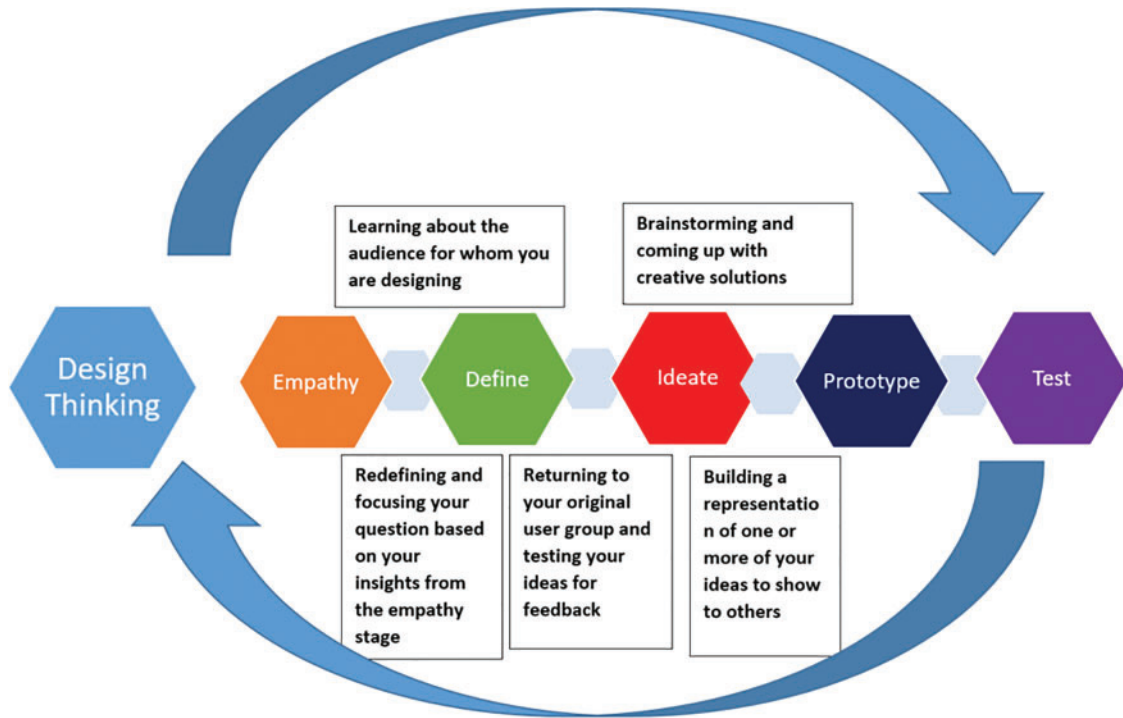 Learning about the
audience for whom you
are designing
Brainstorming and
coming up with
creative solutions
Design
Thinking
Empathy
Define
Ideate
Prototype
Test
Redefining and
focusing your
question based
on your
insights from
the empathy
stage
Returning to
your original
user group and
testing your
ideas for
feedback
Building a
representatio
n of one or
more of your
ideas to show
to others